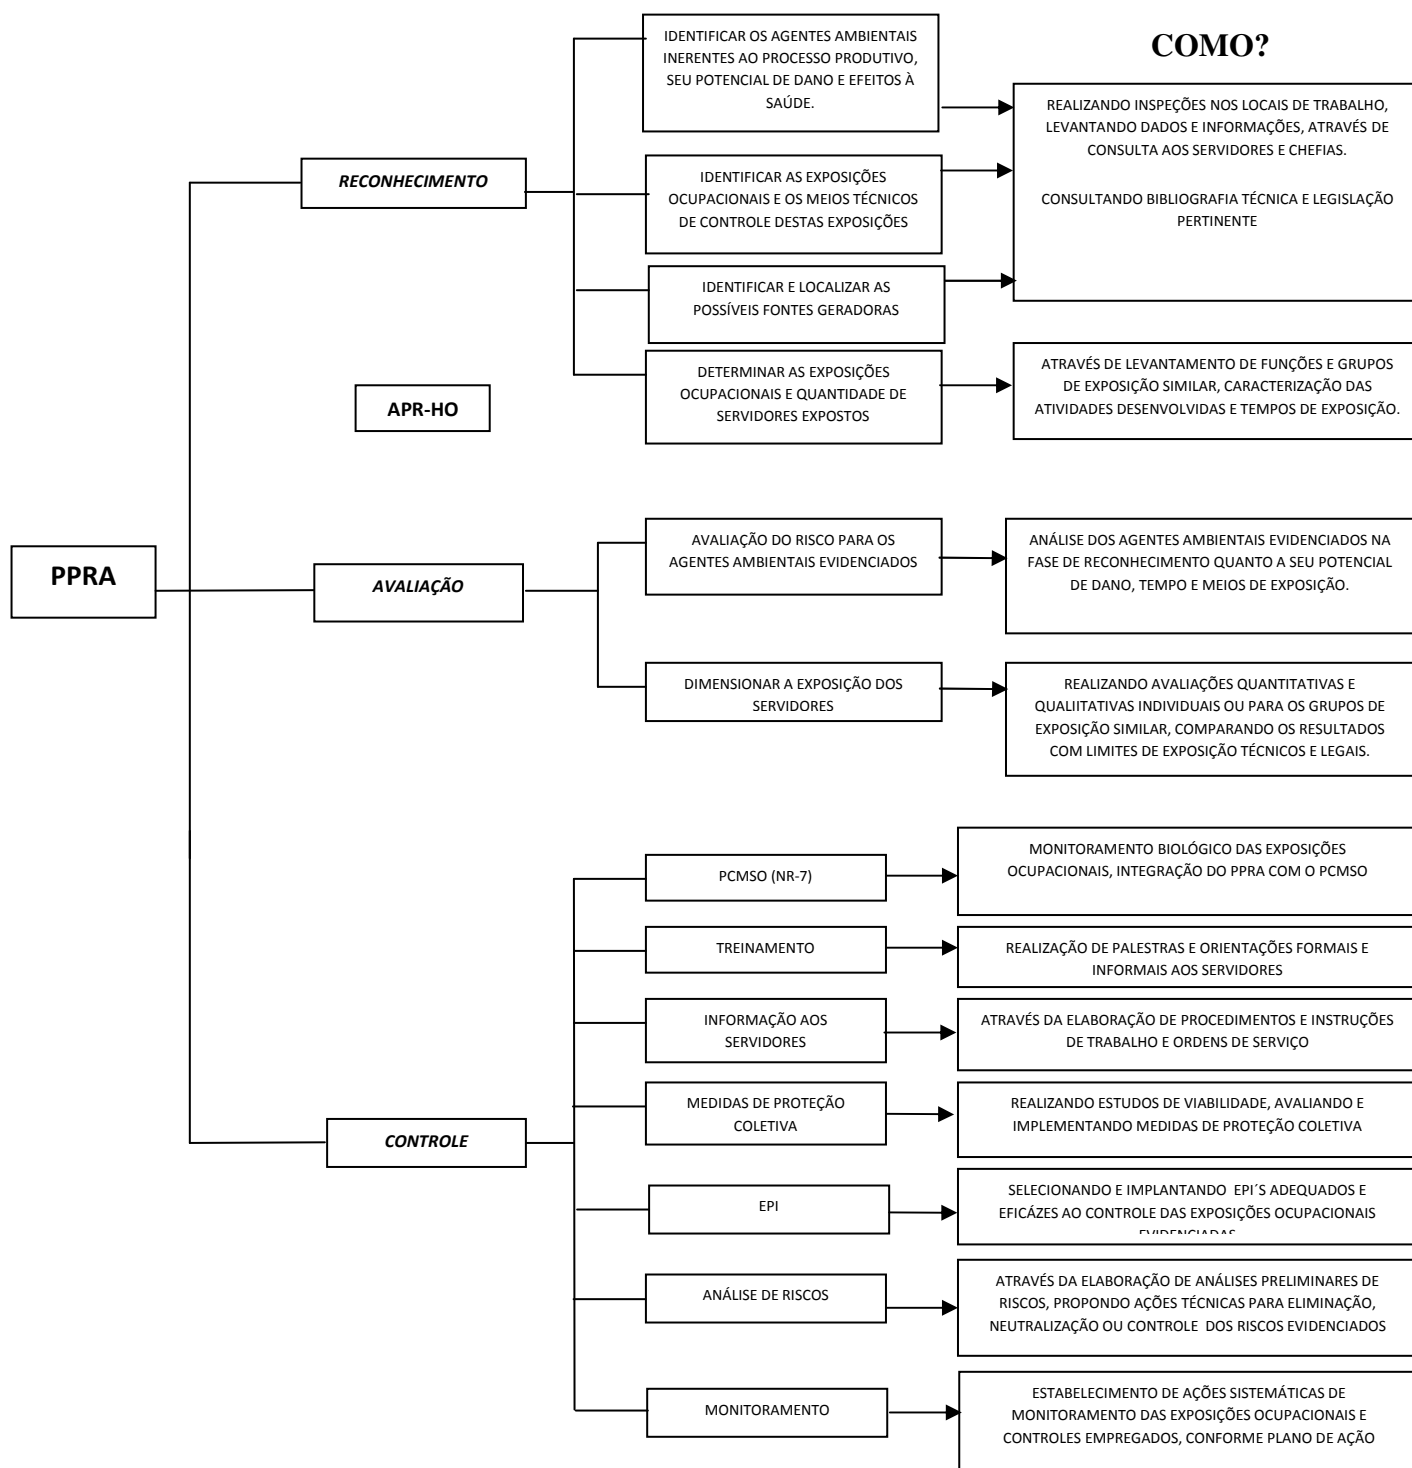 COMO?
IDENTIFICAR OS AGENTES AMBIENTAIS
INERENTES AO PROCESSO PRODUTIVO,
SEU POTENCIAL DE DANO E EFEITOS À
SAÚDE.
REALIZANDO INSPEÇÕES NOS LOCAIS DE TRABALHO,
LEVANTANDO DADOS E INFORMAÇÕES, ATRAVÉS DE
CONSULTA AOS SERVIDORES E CHEFIAS.
CONSULTANDO BIBLIOGRAFIA TÉCNICA E LEGISLAÇÃO
PERTINENTE
RECONHECIMENTO
IDENTIFICAR AS EXPOSIÇÕES
OCUPACIONAIS E OS MEIOS TÉCNICOS
DE CONTROLE DESTAS EXPOSIÇÕES
IDENTIFICAR E LOCALIZAR AS
POSSÍVEIS FONTES GERADORAS
DETERMINAR AS EXPOSIÇÕES
OCUPACIONAIS E QUANTIDADE DE
SERVIDORES EXPOSTOS
ATRAVÉS DE LEVANTAMENTO DE FUNÇÕES E GRUPOS
DE EXPOSIÇÃO SIMILAR, CARACTERIZAÇÃO DAS
ATIVIDADES DESENVOLVIDAS E TEMPOS DE EXPOSIÇÃO.
APR-HO
PPRA
AVALIAÇÃO
AVALIAÇÃO DO RISCO PARA OS
AGENTES AMBIENTAIS EVIDENCIADOS
ANÁLISE DOS AGENTES AMBIENTAIS EVIDENCIADOS NA
FASE DE RECONHECIMENTO QUANTO A SEU POTENCIAL
DE DANO, TEMPO E MEIOS DE EXPOSIÇÃO.
DIMENSIONAR A EXPOSIÇÃO DOS
SERVIDORES
REALIZANDO AVALIAÇÕES QUANTITATIVAS E
QUALIITATIVAS INDIVIDUAIS OU PARA OS GRUPOS DE
EXPOSIÇÃO SIMILAR, COMPARANDO OS RESULTADOS
COM LIMITES DE EXPOSIÇÃO TÉCNICOS E LEGAIS.
CONTROLE
PCMSO (NR-7)
MONITORAMENTO BIOLÓGICO DAS EXPOSIÇÕES
OCUPACIONAIS, INTEGRAÇÃO DO PPRA COM O PCMSO
TREINAMENTO
REALIZAÇÃO DE PALESTRAS E ORIENTAÇÕES FORMAIS E
INFORMAIS AOS SERVIDORES
INFORMAÇÃO AOS
SERVIDORES
ATRAVÉS DA ELABORAÇÃO DE PROCEDIMENTOS E INSTRUÇÕES
DE TRABALHO E ORDENS DE SERVIÇO
MEDIDAS DE PROTEÇÃO
COLETIVA
REALIZANDO ESTUDOS DE VIABILIDADE, AVALIANDO E
IMPLEMENTANDO MEDIDAS DE PROTEÇÃO COLETIVA
EPI
SELECIONANDO E IMPLANTANDO EPI´S ADEQUADOS E
EFICÁZES AO CONTROLE DAS EXPOSIÇÕES OCUPACIONAIS
EVIDENCIADAS
ANÁLISE DE RISCOS
ATRAVÉS DA ELABORAÇÃO DE ANÁLISES PRELIMINARES DE
RISCOS, PROPONDO AÇÕES TÉCNICAS PARA ELIMINAÇÃO,
NEUTRALIZAÇÃO OU CONTROLE DOS RISCOS EVIDENCIADOS
MONITORAMENTO
ESTABELECIMENTO DE AÇÕES SISTEMÁTICAS DE
MONITORAMENTO DAS EXPOSIÇÕES OCUPACIONAIS E
CONTROLES EMPREGADOS, CONFORME PLANO DE AÇÃO